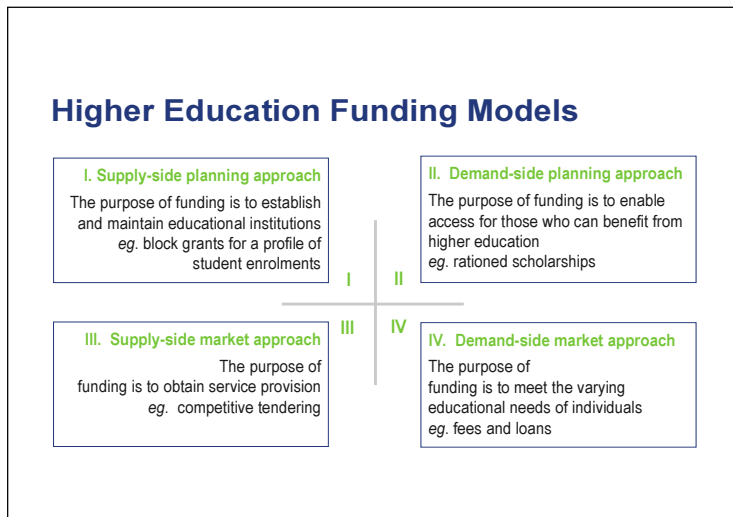 Higher Education Funding Models
I. Supply-side planning approach
The purpose of funding is to establish
and maintain educational institutions
eg. block grants for a profile of
student enrolments
II. Demand-side planning approach
The purpose of funding is to enable
access for those who can benefit from
higher education
eg. rationed scholarships
I II
III IV
III. Supply-side market approach
The purpose of
funding is to obtain service provision
eg. competitive tendering
IV. Demand-side market approach
The purpose of
funding is to meet the varying
educational needs of individuals
eg. fees and loans